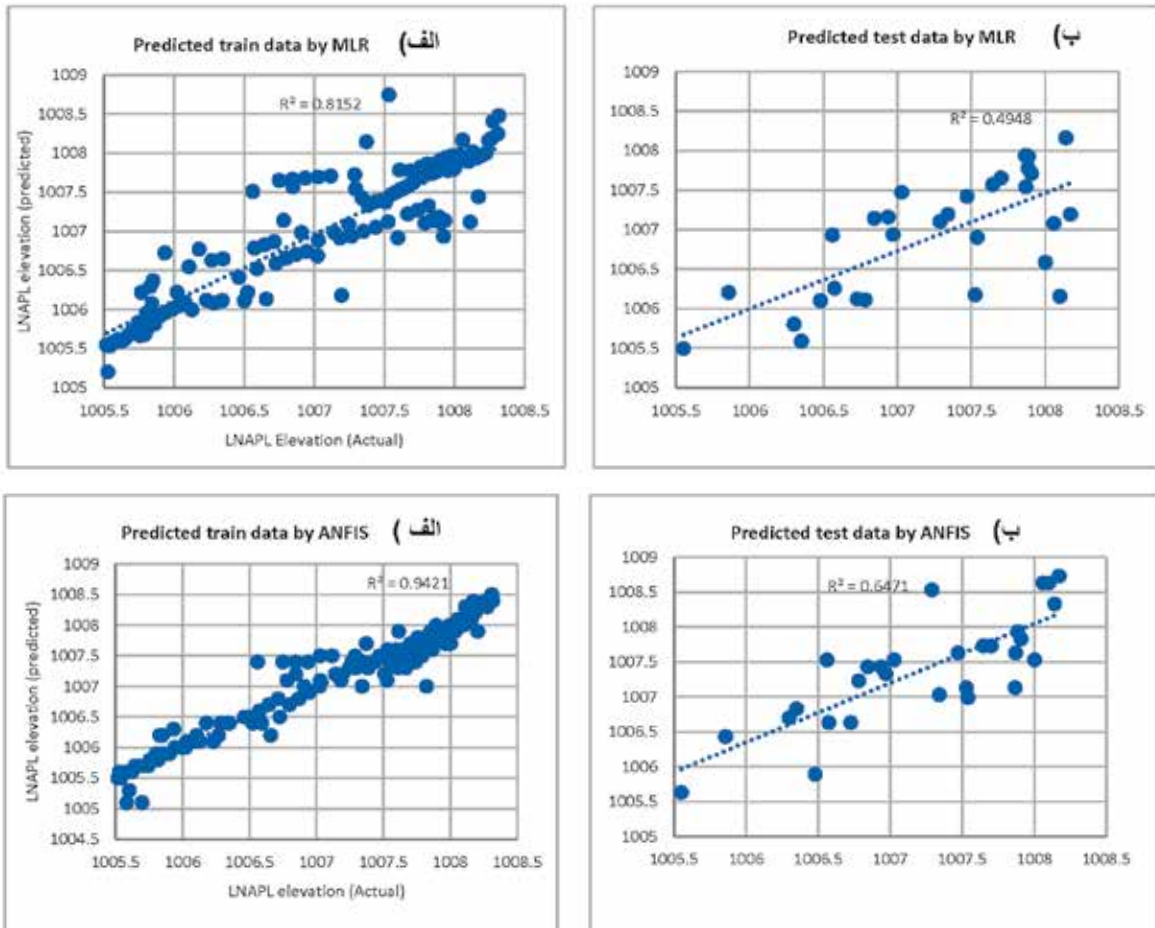 Predicted train data by MLR (الف
1009
1008.5
1008
1007.5
1007
1006.5
1006
1005.5
1005
R² = 0.8152
LNAPL elevation (predicted)
1005.5 1006 1006.5 1007 1007.5 1008 1008.5
LNAPL Elevation (Actual)
Predicted test data by MLR (ب
1009
1008.5
1008
1007.5
1007
1006.5
1006
1005.5
1005
R² = 0.4948
1005.5 1006 1006.5 1007 1007.5 1008 1008.5
Predicted train data by ANFIS ( الف
1009
1008.5
1008
1007.5
1007
1006.5
1006
1005.5
1005
1004.5
R² = 0.9421
LNAPL elevation (predicted)
1005.5 1006 1006.5 1007 1007.5 1008 1008.5
LNAPL elevation (Actual)
Predicted test data by ANFIS (ب
1009
1008.5
1008
1007.5
1007
1006.5
1006
1005.5
1005
R² = 0.6471
1005.5 1006 1006.5 1007 1007.5 1008 1008.5